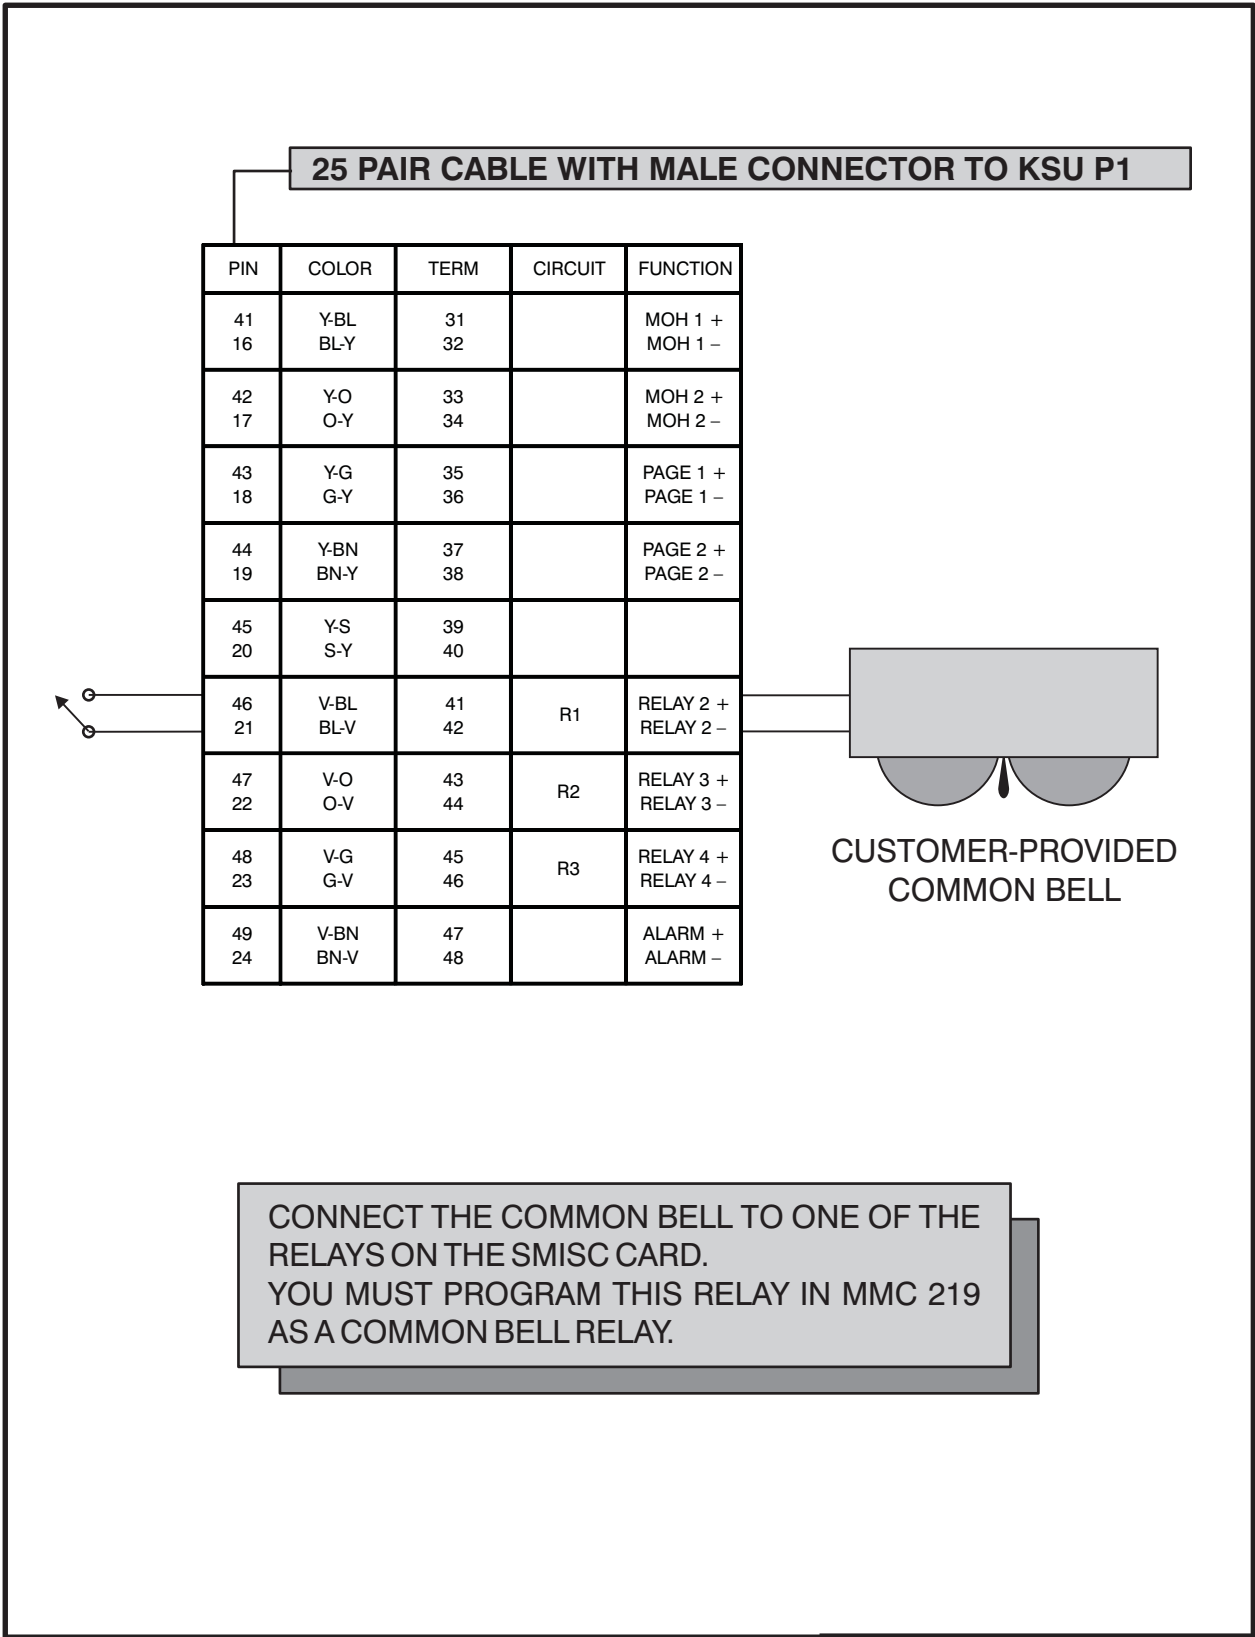 25 PAIR CABLE WITH MALE CONNECTOR TO KSU P1
PIN COLOR TERM CIRCUIT FUNCTION
41 Y-BL 31 MOH 1 +
16 BL-Y 32 MOH 1 –
42 Y-O 33 MOH 2 +
17 O-Y 34 MOH 2 –
43 Y-G 35 PAGE 1 +
18 G-Y 36 PAGE 1 –
44 Y-BN 37 PAGE 2 +
19 BN-Y 38 PAGE 2 –
45 Y-S 39
20 S-Y 40
46 V-BL 41 R1 RELAY 2 +
21 BL-V 42 RELAY 2 –
47 V-O 43 R2 RELAY 3 +
22 O-V 44 RELAY 3 –
48 V-G 45 R3 RELAY 4 +
23 G-V 46 RELAY 4 –
49 V-BN 47 ALARM +
24 BN-V 48 ALARM –
CUSTOMER-PROVIDED
COMMON BELL
CONNECT THE COMMON BELL TO ONE OF THE
RELAYS ON THE SMISC CARD.
YOU MUST PROGRAM THIS RELAY IN MMC 219
AS A COMMON BELL RELAY.